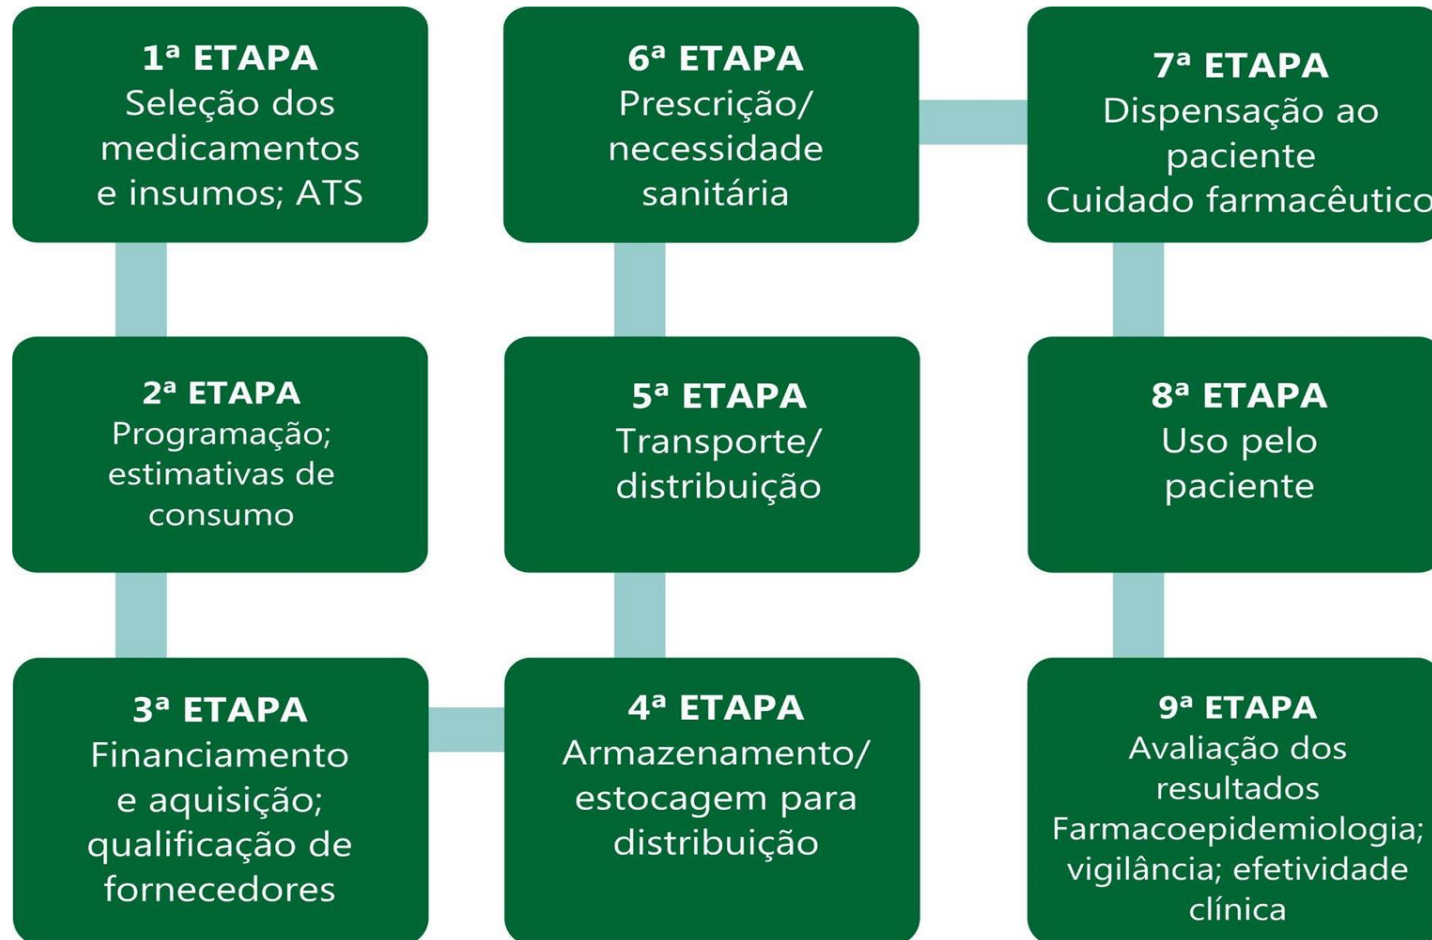 1ª ETAPA
Seleção dos
medicamentos
e insumos; ATS
2ª ETAPA
Programação;
estimativas de
consumo
3ª ETAPA
Financiamento
e aquisição;
qualificação de
fornecedores
4ª ETAPA
Armazenamento/
estocagem para
distribuição
5ª ETAPA
Transporte/
distribuição
6ª ETAPA
Prescrição/
necessidade
sanitária
7ª ETAPA
Dispensação ao
paciente
Cuidado farmacêutico
8ª ETAPA
Uso pelo
paciente
9ª ETAPA
Avaliação dos
resultados
Farmacoepidemiologia;
vigilância; efetividade
clínica